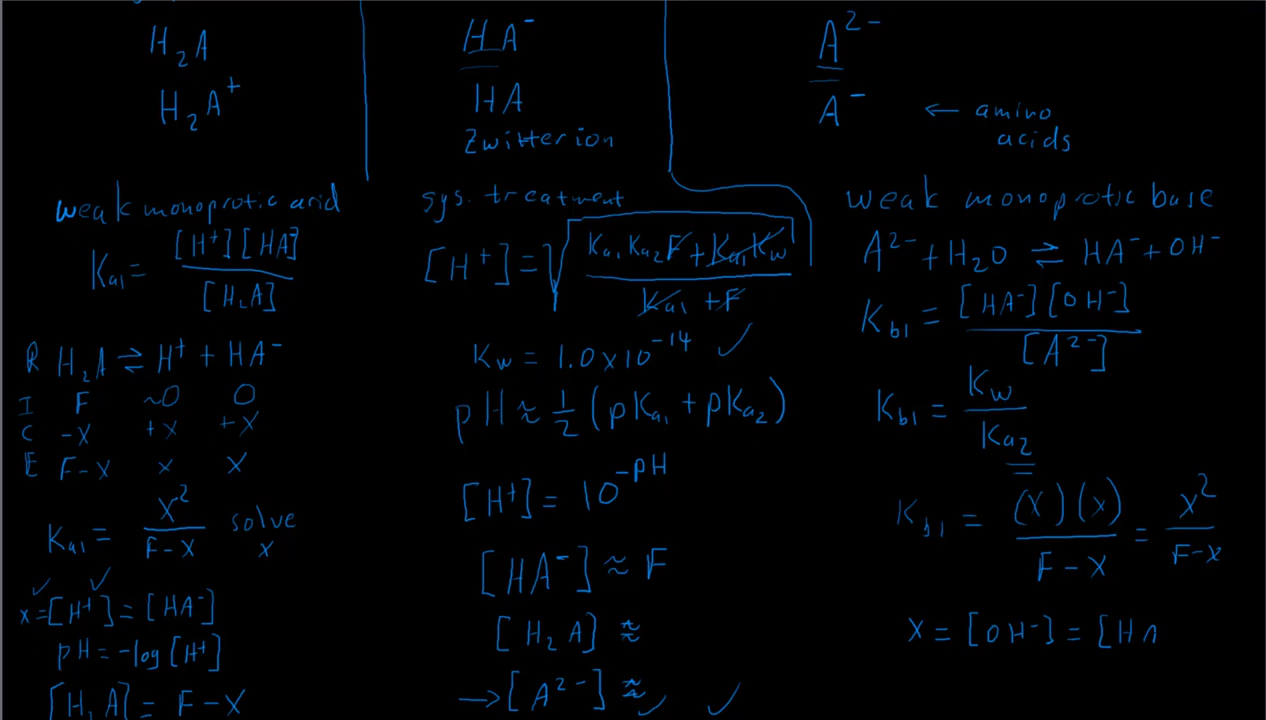 H₂A
H₂A⁺
weak monoprotic acid
Ka₁ = [H⁺][HA⁻] / [H₂A]
R H₂A ⇌ H⁺ + HA⁻
I F ~0 0
C -x +x +x
E F-x x x
Ka₁ = x² / F-x solve x
x = [H⁺] = [HA⁻]
pH = -log [H⁺]
[H₂A] = F - x
HA⁻
HA
Zwitterion
sys. treatment
[H⁺] = √(Ka₁Ka₂F + Ka₁Kw / Ka₁ + F)
Kw = 1.0x10⁻¹⁴ ✓
pH ≈ 1/2 (pKa₁ + pKa₂)
[H⁺] = 10^-pH
[HA⁻] ≈ F
[H₂A] ≈
→ [A²⁻] ≈ ✓ ✓
A²⁻
A⁻
← amino
acids
weak monoprotic base
A²⁻ + H₂O ⇌ HA⁻ + OH⁻
Kb₁ = [HA⁻][OH⁻] / [A²⁻]
Kb₁ = Kw / Ka₂
Kb₁ = (x)(x) / F-x = x² / F-x
x = [OH⁻] = [HA